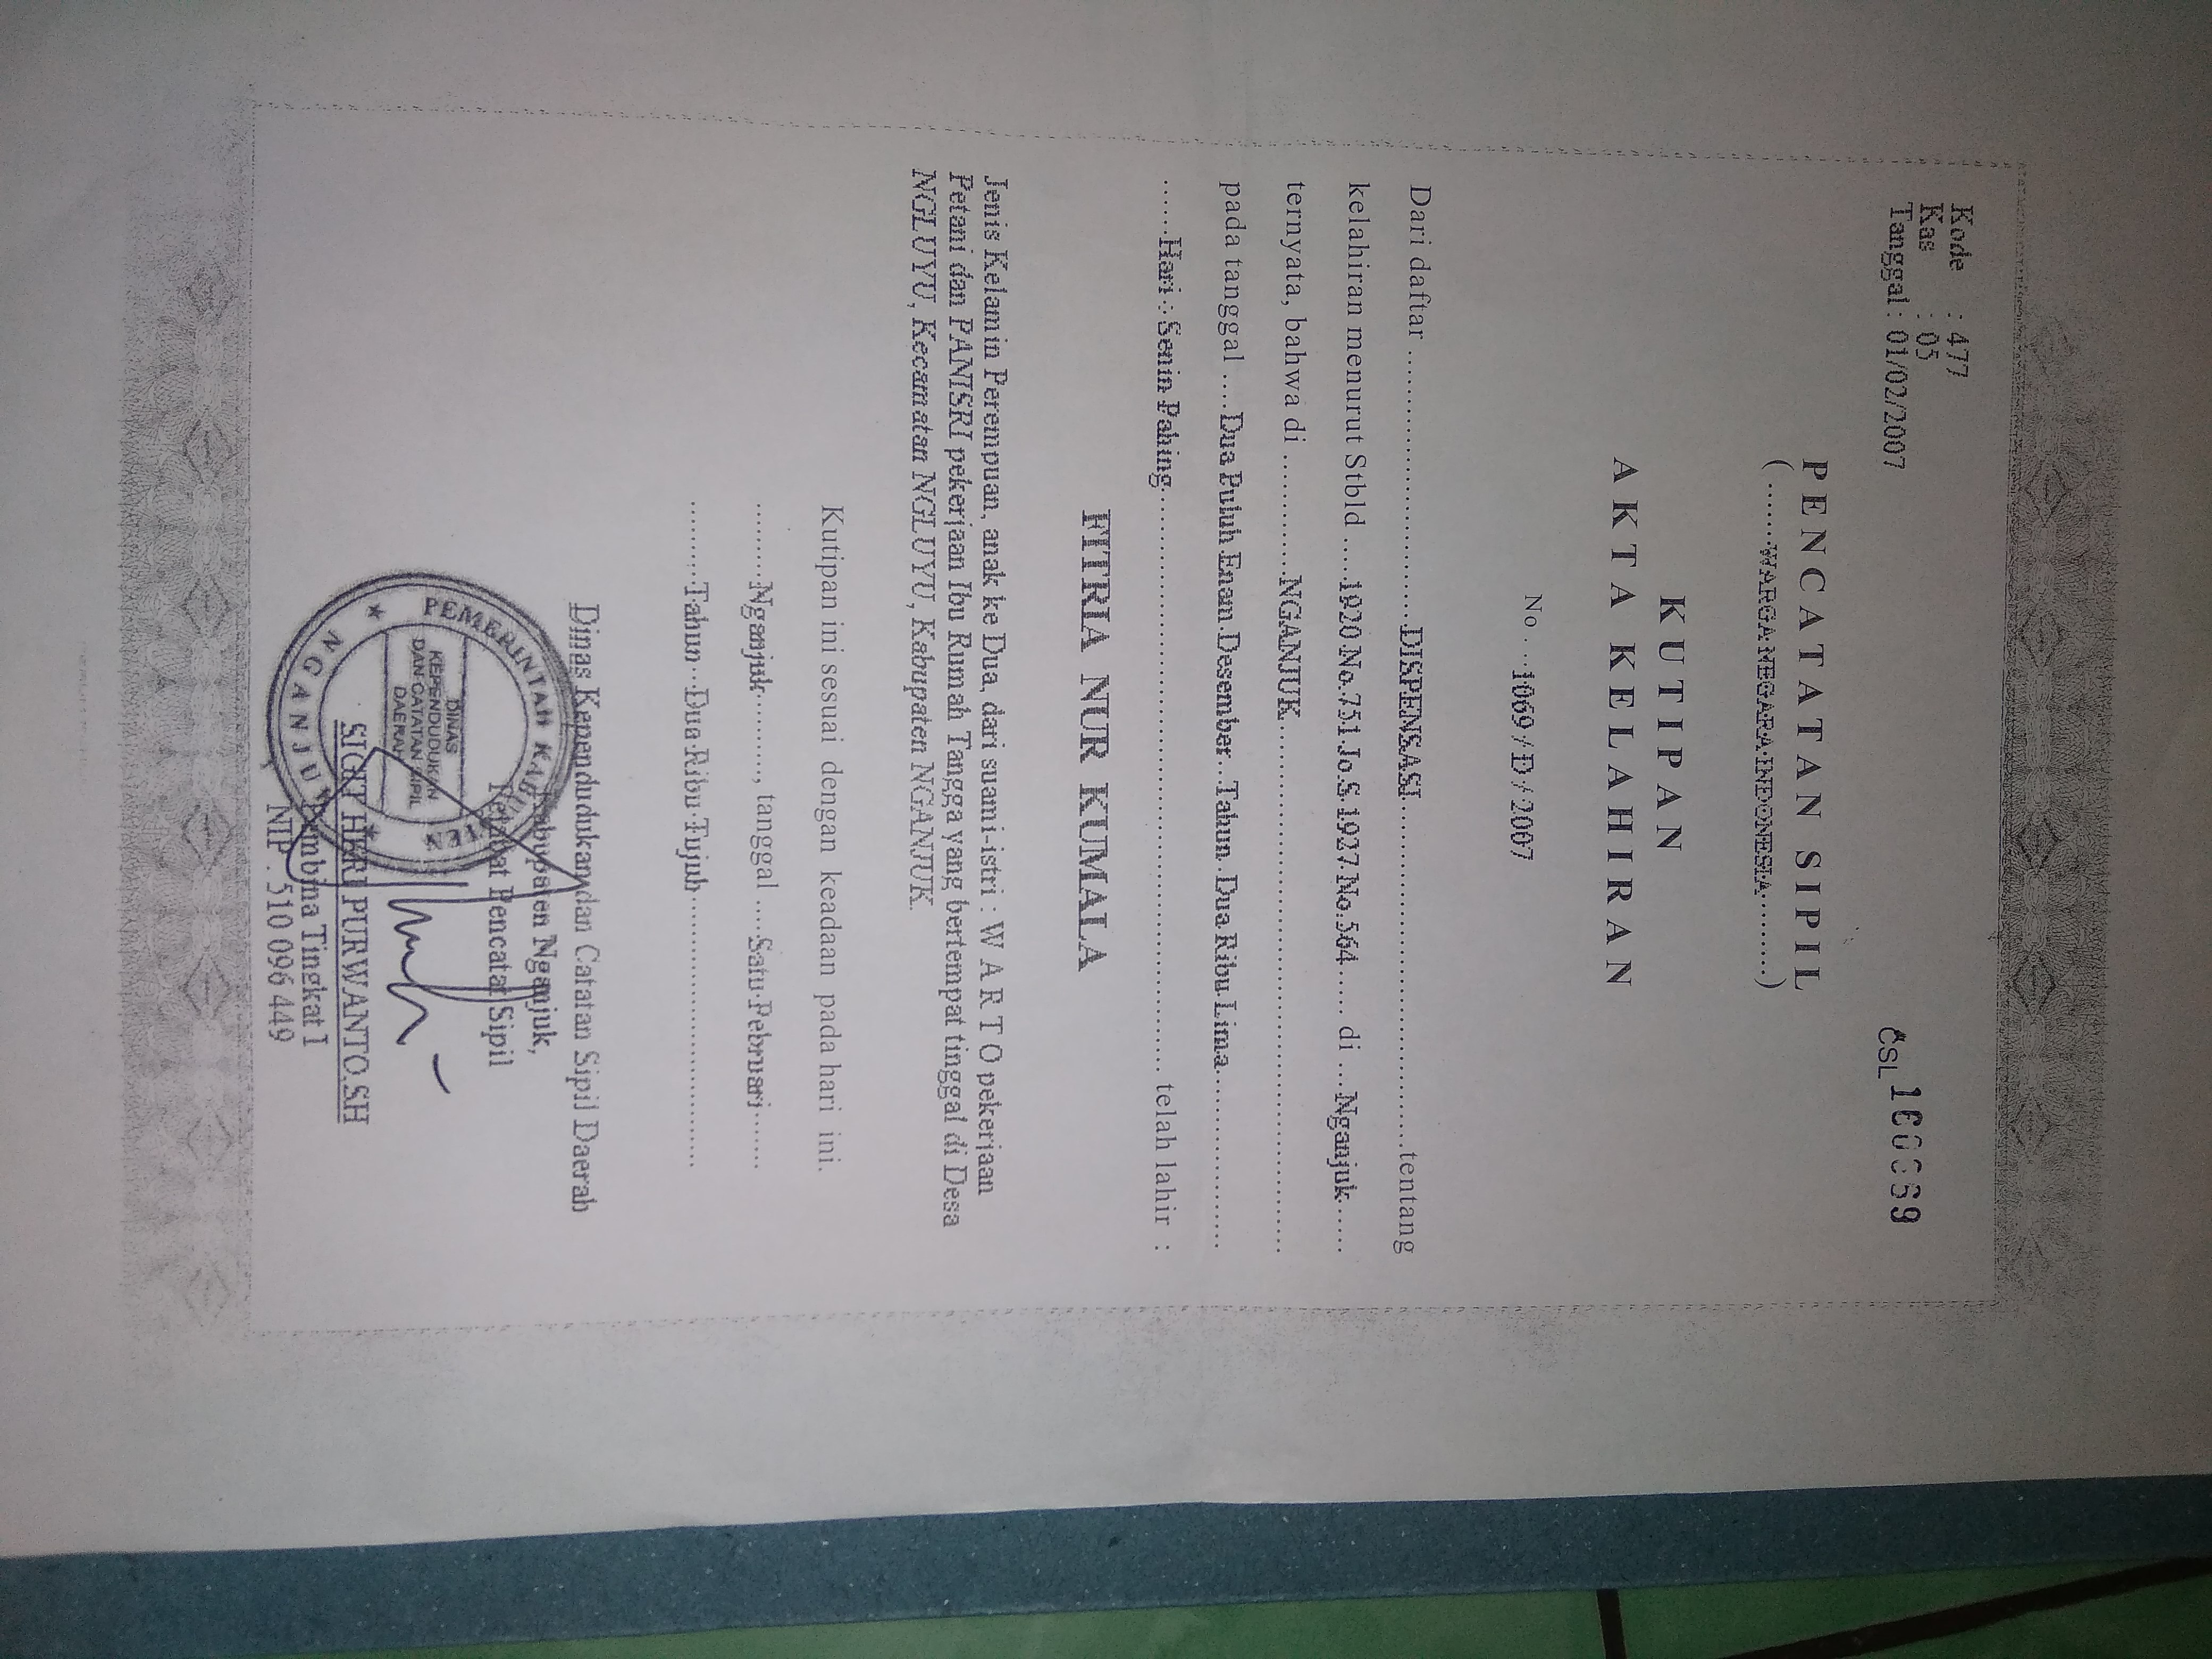 Kode : 477
Kas : 05
Tanggal : 01/02/2007
CSL
PENCATATAN SIPIL
(.......WARGA NEGARA INDONESIA.........)
KUTIPAN
AKTA KELAHIRAN
No. 1069 / D / 2007
Dari daftar ..........DISPENSASI..........tentang
kelahiran menurut Stbld .....1920.No.751.Jo.S.1927.No.564..... di ...Nganjuk.....
ternyata, bahwa di ..........NGANJUK..........
pada tanggal ....Dua Puluh Enam Desember...Tahun..Dua Ribu Lima..........
......Hari : Senin Pahing.......... telah lahir :
FITRIA NUR KUMALA
Jenis Kelamin Perempuan, anak ke Dua, dari suami-istri : W A R T O pekerjaan
Petani dan PANISRI pekerjaan Ibu Rumah Tangga yang bertempat tinggal di Desa
NGLUYU, Kecamatan NGLUYU, Kabupaten NGANJUK.
Kutipan ini sesuai dengan keadaan pada hari ini.
.........Nganjuk.........., tanggal .....Satu Pebruari......
..........Tahun...Dua Ribu Tujuh..........
Dinas Kependudukan dan Catatan Sipil Daerah
Kabupaten Nganjuk,
Pejabat Pencatat Sipil
PEMERINTAH KABUPATEN
NGANJUK
DINAS
KEPENDUDUKAN
DAN CATATAN SIPIL
DAERAH
SIGIT HERI PURWANTO.SH
Pembina Tingkat I
NIP . 510 096 449